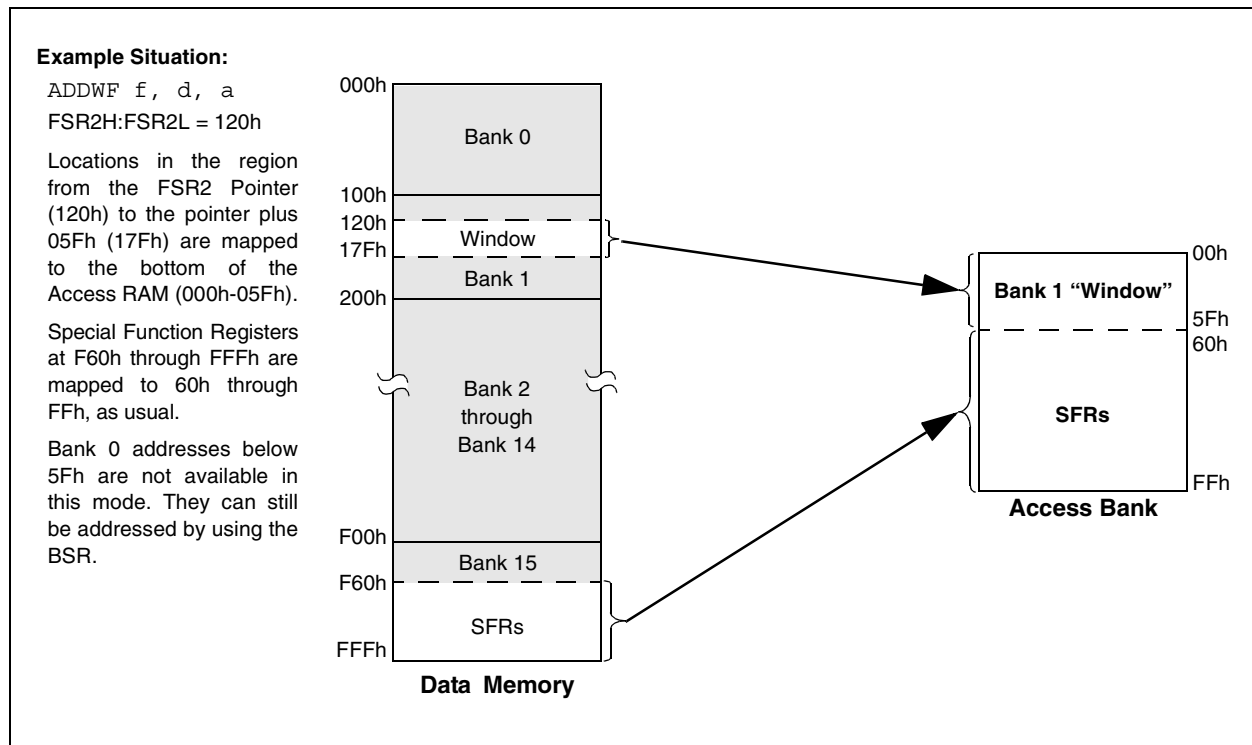 Example Situation:
ADDWF f, d, a
FSR2H:FSR2L = 120h
Locations in the region
from the FSR2 Pointer
(120h) to the pointer plus
05Fh (17Fh) are mapped
to the bottom of the
Access RAM (000h-05Fh).
Special Function Registers
at F60h through FFFh are
mapped to 60h through
FFh, as usual.
Bank 0 addresses below
5Fh are not available in
this mode. They can still
be addressed by using the
BSR.
000h
Bank 0
100h
120h
Window
17Fh
Bank 1
200h
Bank 2
through
Bank 14
F00h
Bank 15
F60h
SFRs
FFFh
Data Memory
00h
Bank 1 “Window”
5Fh
60h
SFRs
FFh
Access Bank